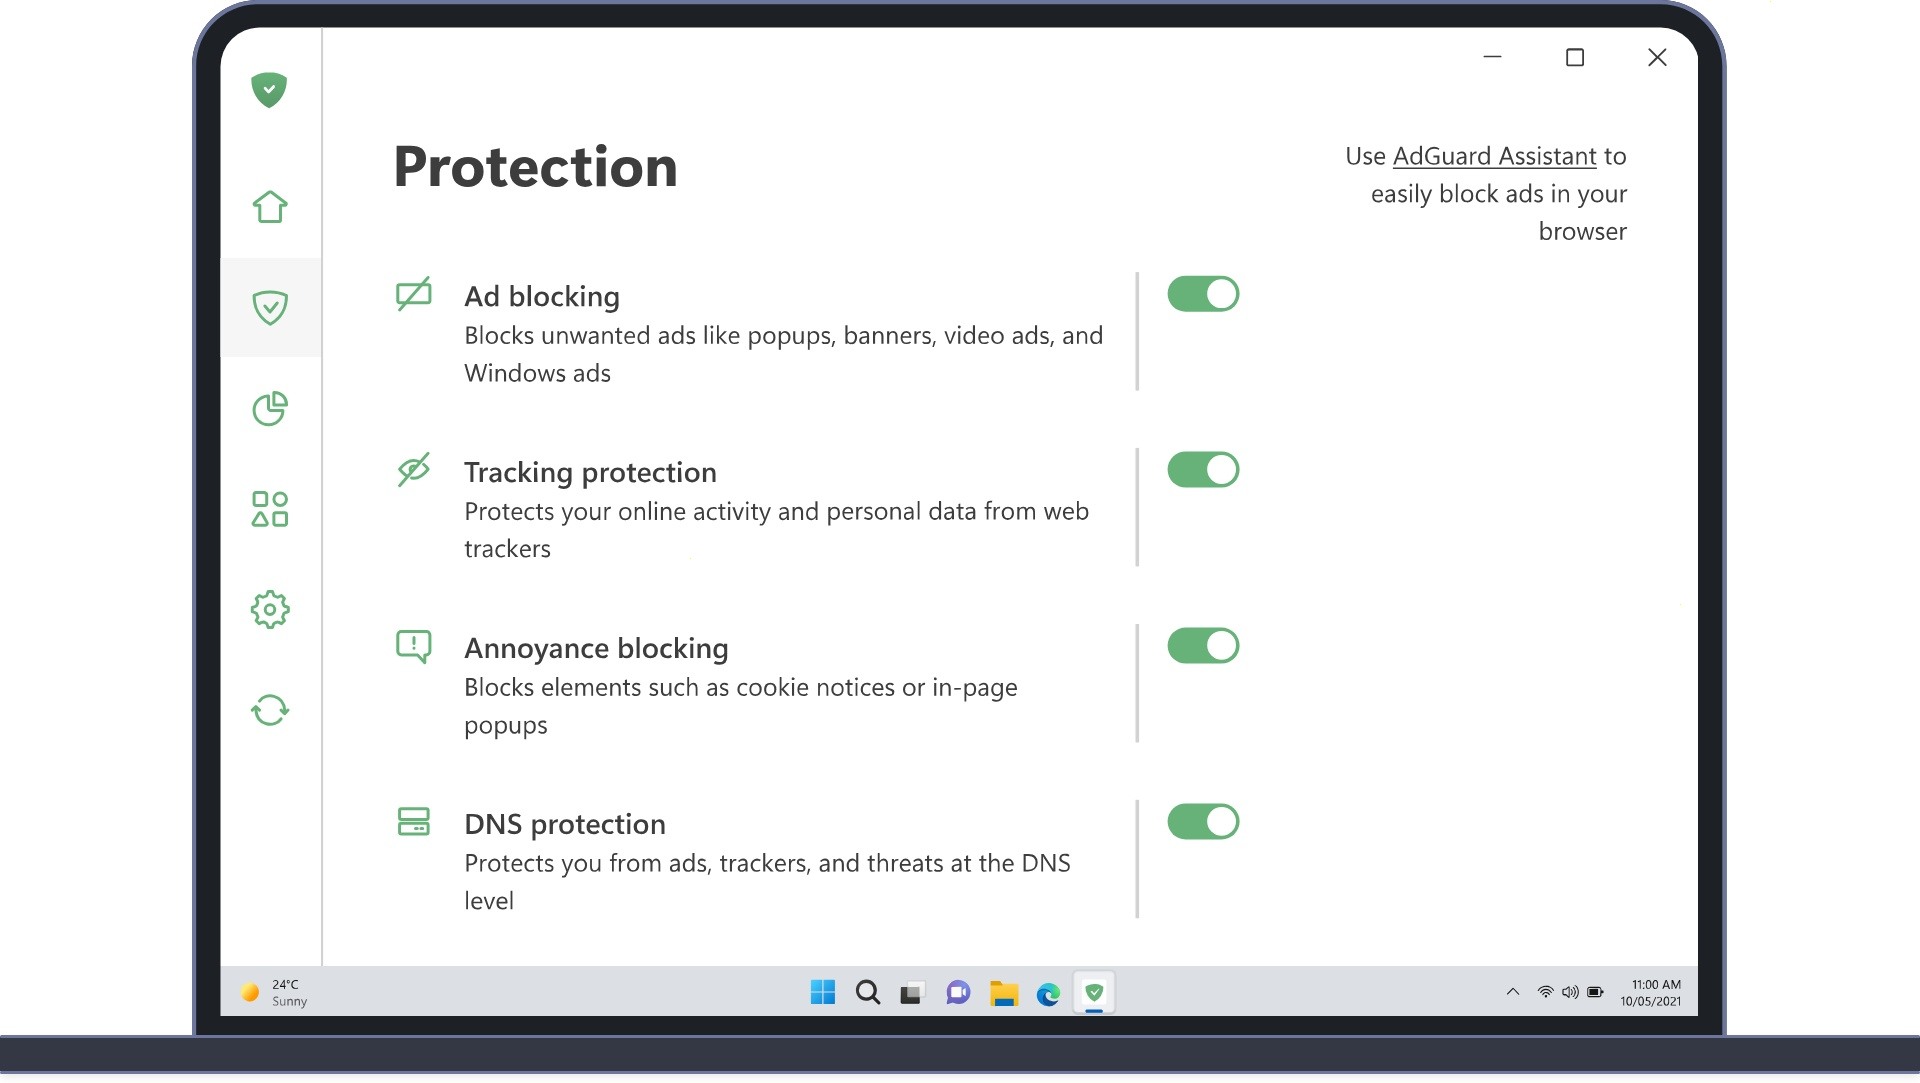 Protection
Use AdGuard Assistant to
easily block ads in your
browser
Ad blocking
Blocks unwanted ads like popups, banners, video ads, and
Windows ads
Tracking protection
Protects your online activity and personal data from web
trackers
Annoyance blocking
Blocks elements such as cookie notices or in-page
popups
DNS protection
Protects you from ads, trackers, and threats at the DNS
level
24°C
Sunny
11:00 AM
10/05/2021